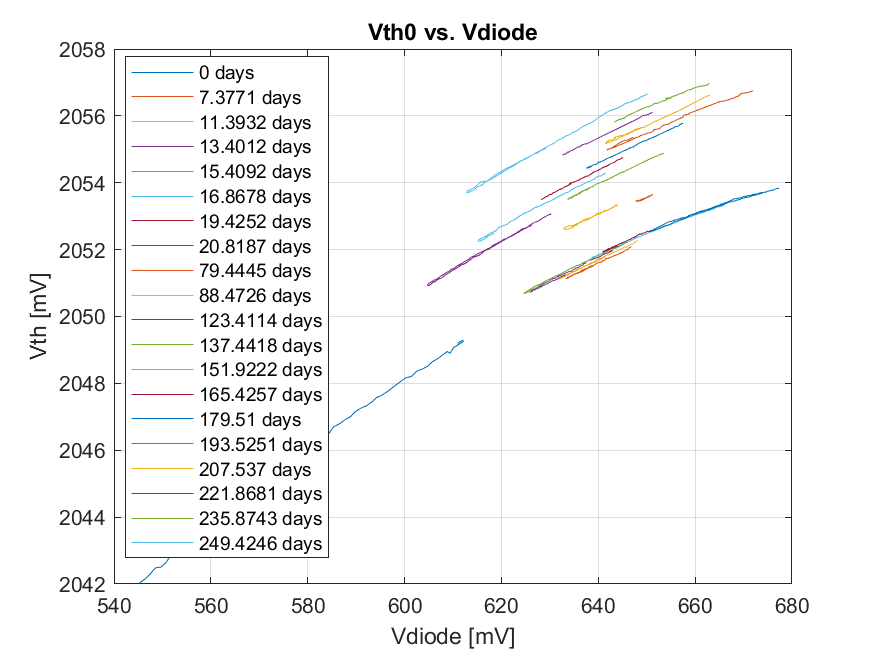 Vth0 vs. Vdiode
2058
2056
2054
2052
2050
2048
2046
2044
2042
Vth [mV]
0 days
7.3771 days
11.3932 days
13.4012 days
15.4092 days
16.8678 days
19.4252 days
20.8187 days
79.4445 days
88.4726 days
123.4114 days
137.4418 days
151.9222 days
165.4257 days
179.51 days
193.5251 days
207.537 days
221.8681 days
235.8743 days
249.4246 days
540 560 580 600 620 640 660 680
Vdiode [mV]